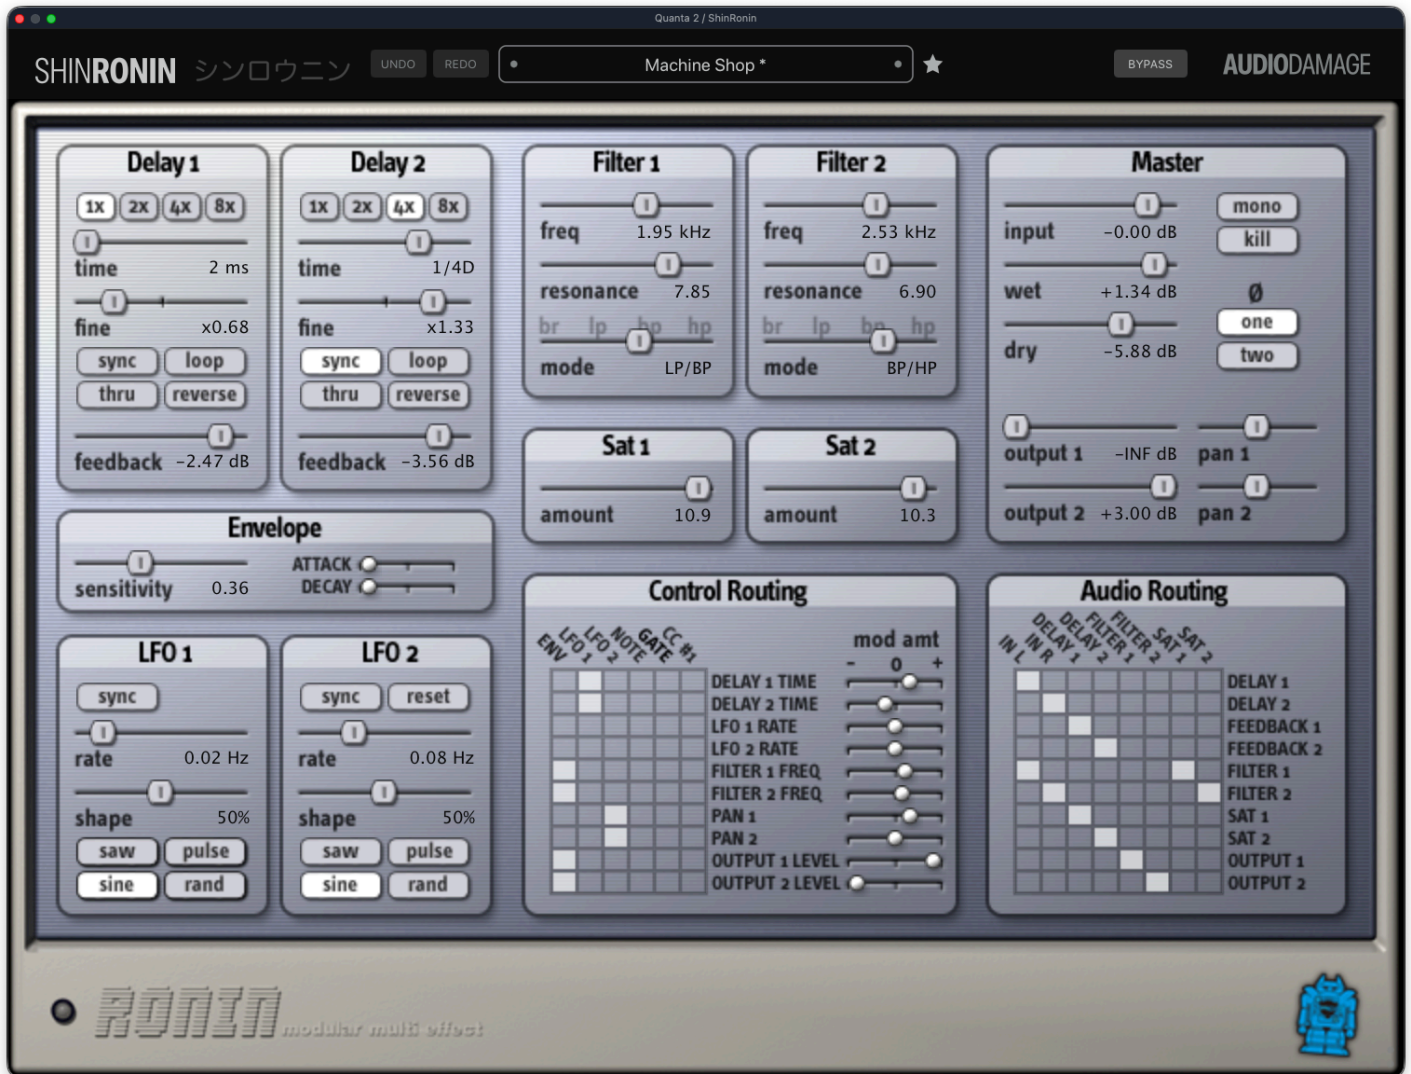 Quanta 2 / ShinRonin
SHINRONIN シンロウニン UNDO REDO Machine Shop * BYPASS AUDIODAMAGE
Delay 1
1x 2x 4x 8x
time 2 ms
fine x0.68
sync loop
thru reverse
feedback -2.47 dB
Delay 2
1x 2x 4x 8x
time 1/4D
fine x1.33
sync loop
thru reverse
feedback -3.56 dB
Filter 1
freq 1.95 kHz
resonance 7.85
br lp bp hp
mode LP/BP
Filter 2
freq 2.53 kHz
resonance 6.90
br lp bp hp
mode BP/HP
Master
input -0.00 dB mono
kill
wet +1.34 dB Ø
one
dry -5.88 dB two
output 1 -INF dB pan 1
output 2 +3.00 dB pan 2
Sat 1
amount 10.9
Sat 2
amount 10.3
Envelope
sensitivity 0.36
ATTACK
DECAY
LFO 1
sync
rate 0.02 Hz
shape 50%
saw pulse
sine rand
LFO 2
sync reset
rate 0.08 Hz
shape 50%
saw pulse
sine rand
Control Routing
ENV LFO 1 LFO 2 NOTE GATE CC #1
mod amt
- 0 +
DELAY 1 TIME
DELAY 2 TIME
LFO 1 RATE
LFO 2 RATE
FILTER 1 FREQ
FILTER 2 FREQ
PAN 1
PAN 2
OUTPUT 1 LEVEL
OUTPUT 2 LEVEL
Audio Routing
IN L IN R DELAY 1 DELAY 2 FILTER 1 FILTER 2 SAT 1 SAT 2
DELAY 1
DELAY 2
FEEDBACK 1
FEEDBACK 2
FILTER 1
FILTER 2
SAT 1
SAT 2
OUTPUT 1
OUTPUT 2
RONIN modular multi effect